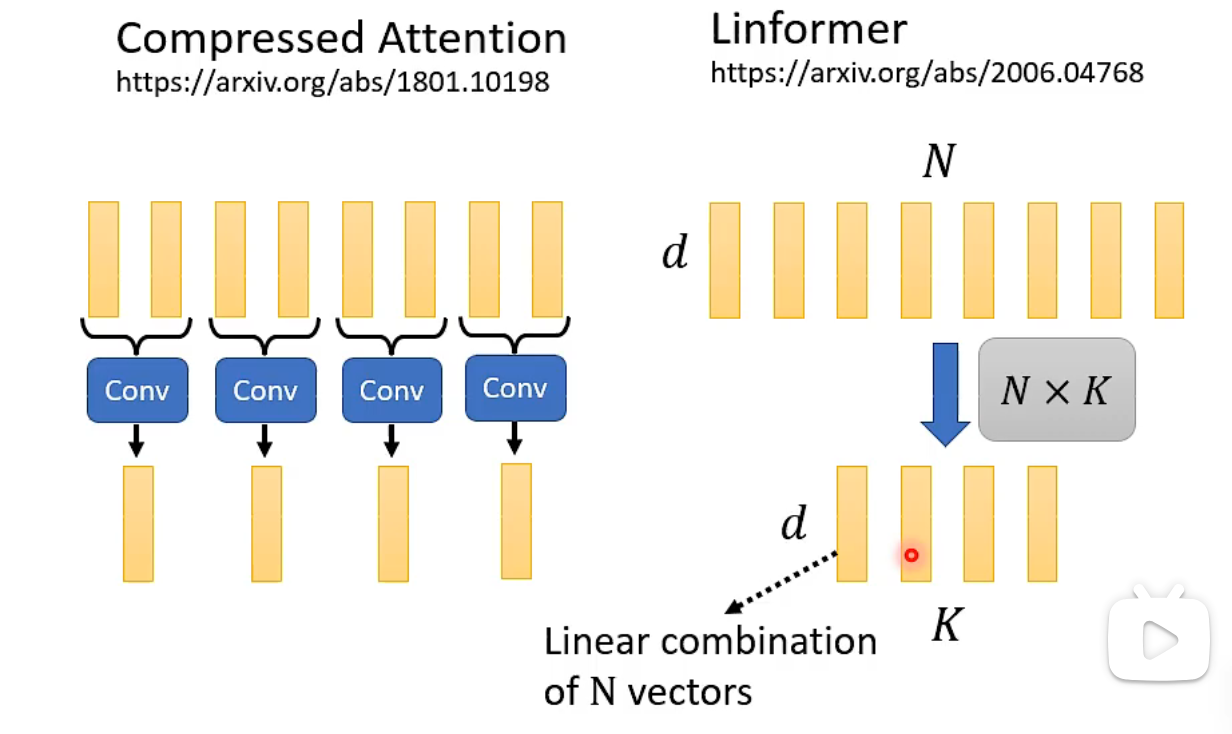 Compressed Attention
https://arxiv.org/abs/1801.10198
Conv
Conv
Conv
Conv
Linformer
https://arxiv.org/abs/2006.04768
N
d
N × K
d
K
Linear combination
of N vectors